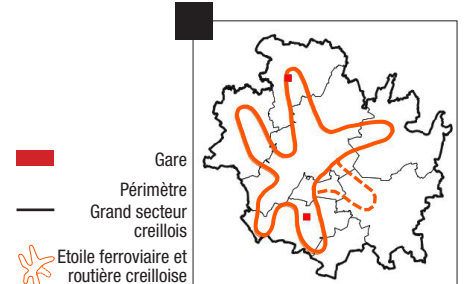 Gare
Périmètre
Grand secteur
creillois
Etoile ferroviaire et
routière creilloise